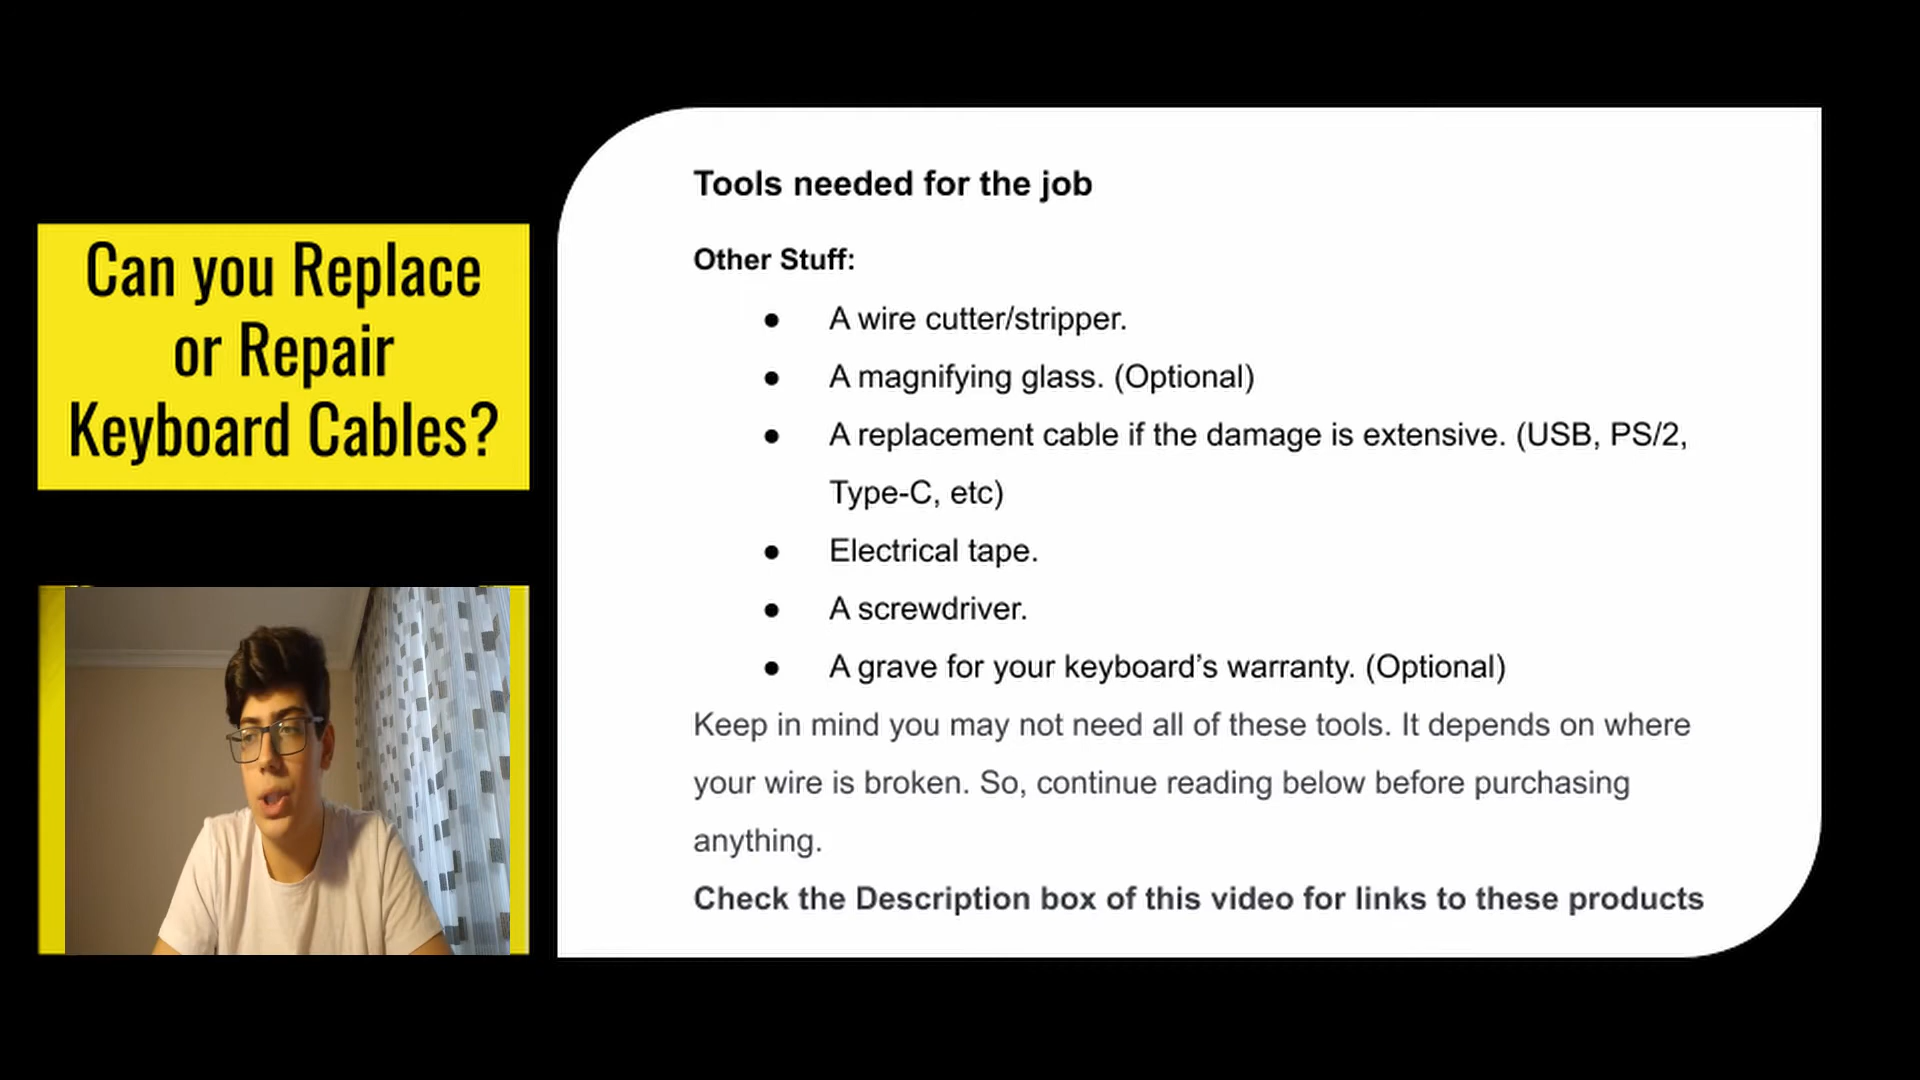 Can you Replace
or Repair
Keyboard Cables?
Tools needed for the job
Other Stuff:
● A wire cutter/stripper.
● A magnifying glass. (Optional)
● A replacement cable if the damage is extensive. (USB, PS/2,
Type-C, etc)
● Electrical tape.
● A screwdriver.
● A grave for your keyboard’s warranty. (Optional)
Keep in mind you may not need all of these tools. It depends on where
your wire is broken. So, continue reading below before purchasing
anything.
Check the Description box of this video for links to these products